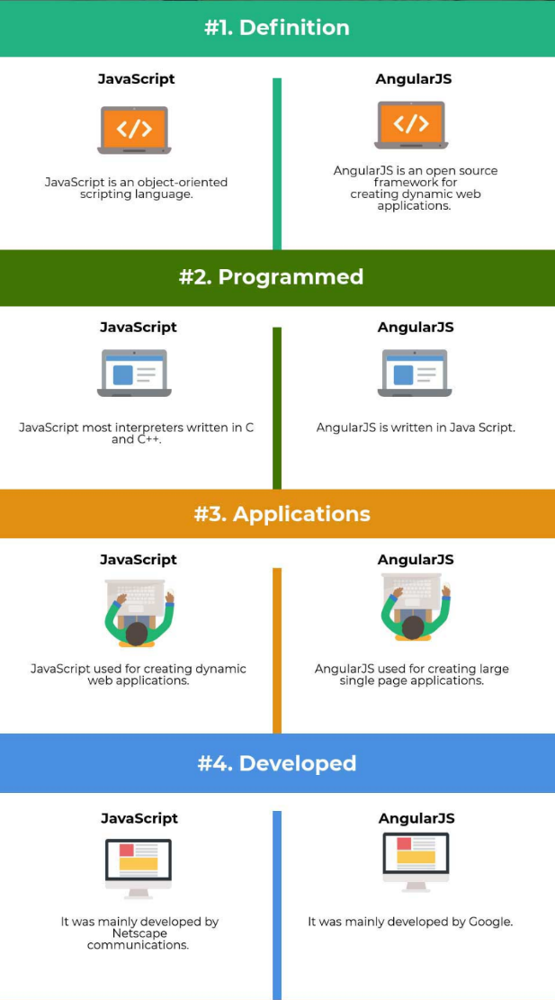 #1. Definition
JavaScript
</>
JavaScript is an object-oriented
scripting language.
AngularJS
</>
AngularJS is an open source
framework for
creating dynamic web
applications.
#2. Programmed
JavaScript
JavaScript most interpreters written in C
and C++.
AngularJS
AngularJS is written in Java Script.
#3. Applications
JavaScript
JavaScript used for creating dynamic
web applications.
AngularJS
AngularJS used for creating large
single page applications.
#4. Developed
JavaScript
It was mainly developed by
Netscape
communications.
AngularJS
It was mainly developed by Google.